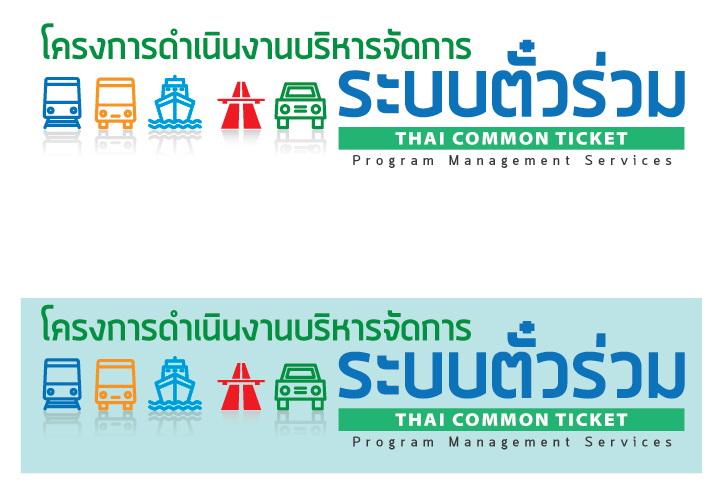 โครงการดำเนินงานบริหารจัดการ
ระบบตั๋วร่วม
THAI COMMON TICKET
Program Management Services
โครงการดำเนินงานบริหารจัดการ
ระบบตั๋วร่วม
THAI COMMON TICKET
Program Management Services